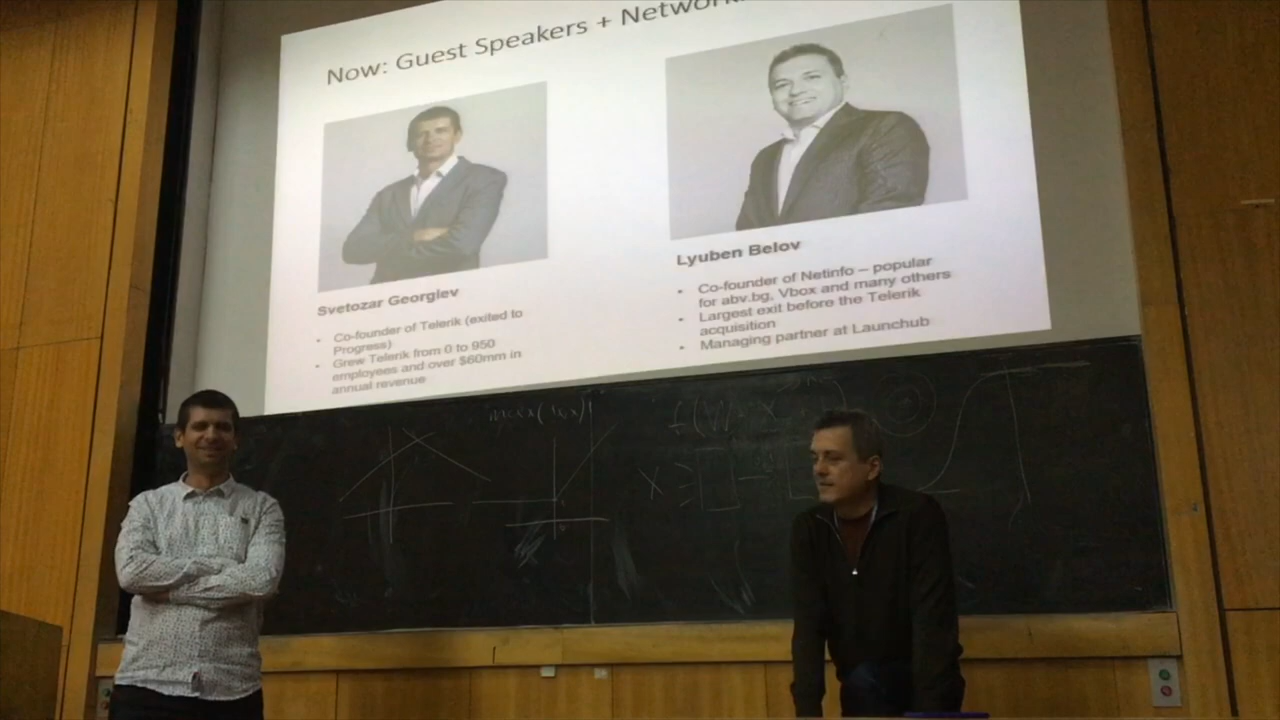 Now: Guest Speakers +
Svetozar Georgiev
• Co-founder of Telerik (exited to
Progress)
• Grew Telerik from 0 to 950
employees and over $60mm in
annual revenue
Lyuben Belov
• Co-founder of Netinfo – popular
for abv.bg, Vbox and many others
• Largest exit before the Telerik
acquisition
• Managing partner at Launchub
X